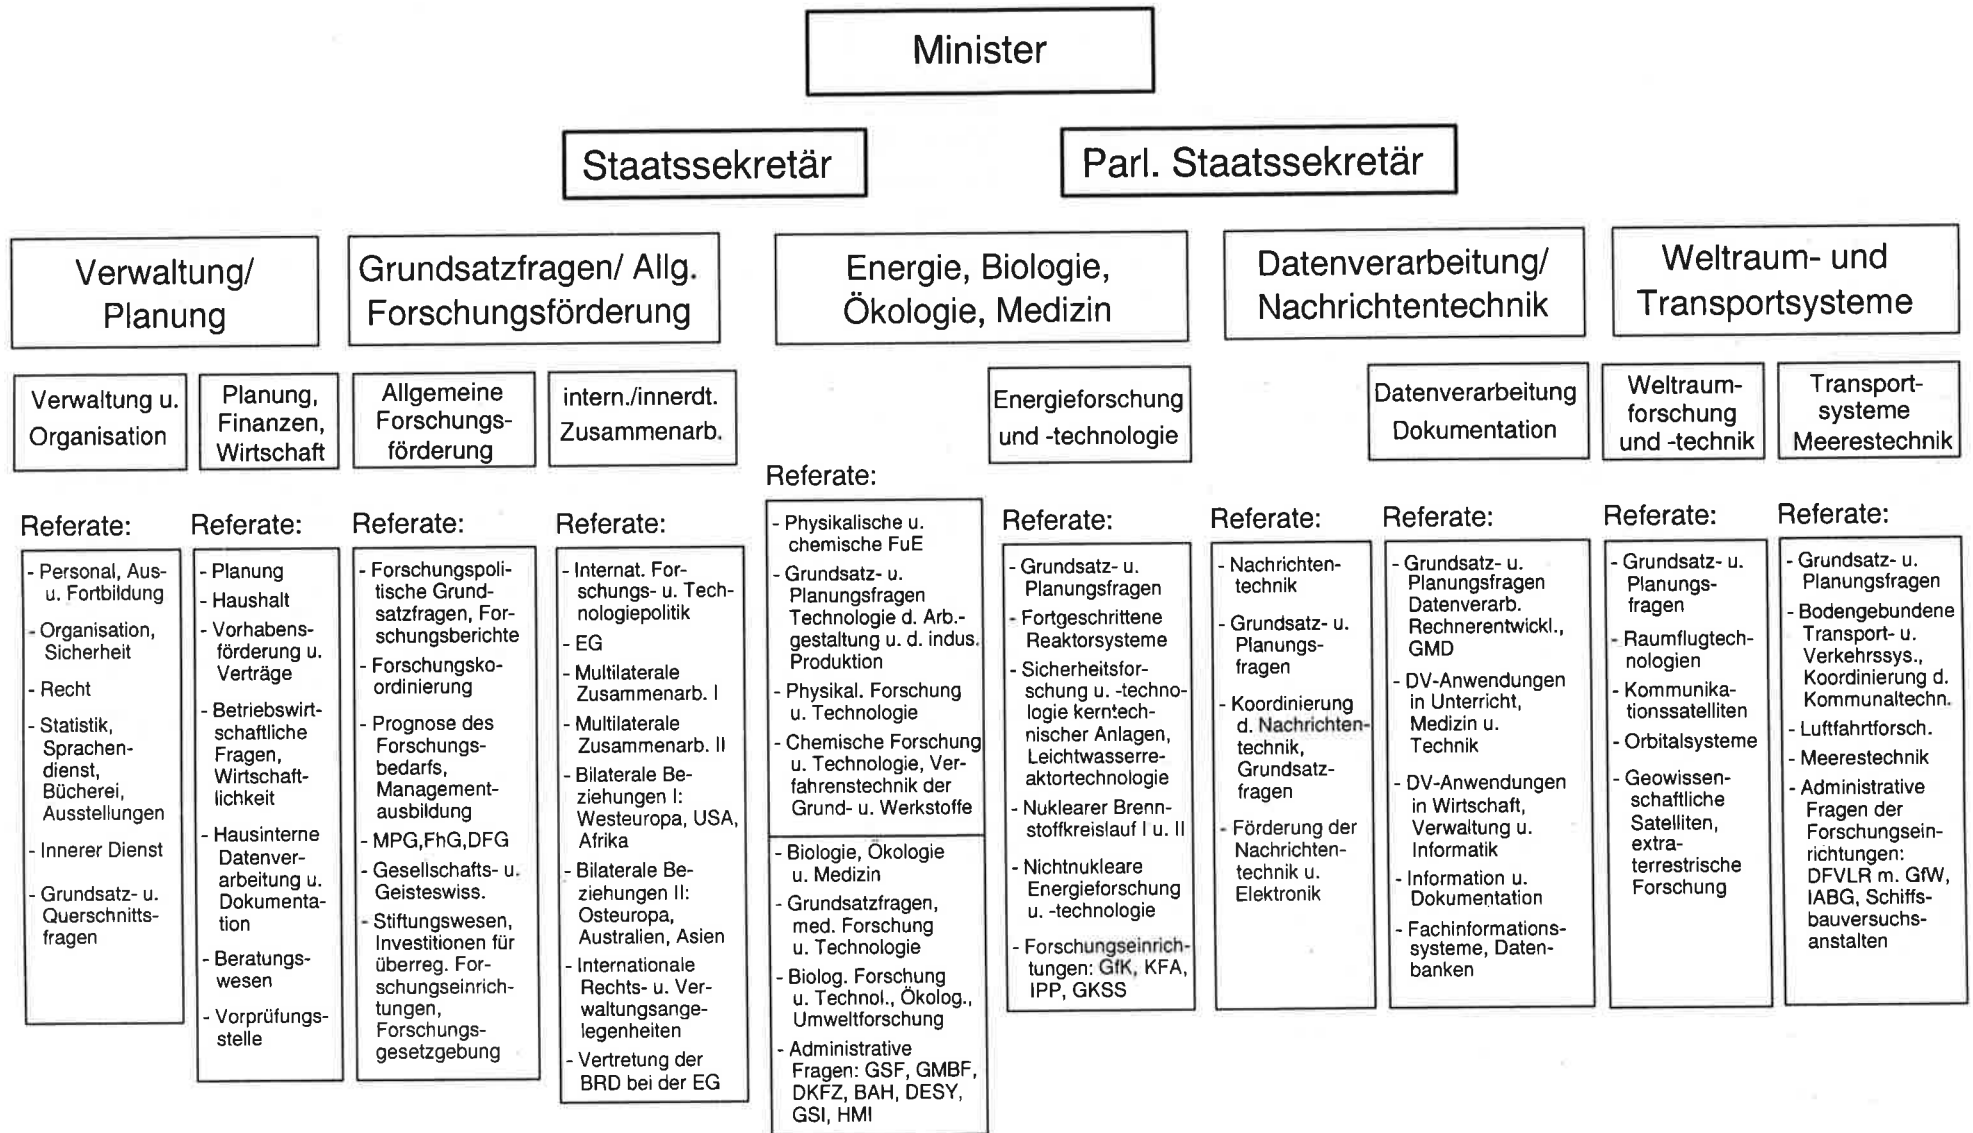 Minister
Staatssekretär
Parl. Staatssekretär
Verwaltung/
Planung
Grundsatzfragen/ Allg.
Forschungsförderung
Energie, Biologie,
Ökologie, Medizin
Datenverarbeitung/
Nachrichtentechnik
Weltraum- und
Transportsysteme
Verwaltung u.
Organisation
Planung,
Finanzen,
Wirtschaft
Allgemeine
Forschungs-
förderung
intern./innerdt.
Zusammenarb.
Energieforschung
und -technologie
Datenverarbeitung
Dokumentation
Weltraum-
forschung
und -technik
Transport-
systeme
Meerestechnik
Referate:
- Personal, Aus-
u. Fortbildung
- Organisation,
Sicherheit
- Recht
- Statistik,
Sprachen-
dienst,
Bücherei,
Ausstellungen
- Innerer Dienst
- Grundsatz- u.
Querschnitts-
fragen
Referate:
- Planung
- Haushalt
- Vorhabens-
förderung u.
Verträge
- Betriebswirt-
schaftliche
Fragen,
Wirtschaft-
lichkeit
- Hausinterne
Datenver-
arbeitung u.
Dokumenta-
tion
- Beratungs-
wesen
- Vorprüfungs-
stelle
Referate:
- Forschungspoli-
tische Grund-
satzfragen, For-
schungsberichte
- Forschungsko-
ordinierung
- Prognose des
Forschungs-
bedarfs,
Management-
ausbildung
- MPG,FhG,DFG
- Gesellschafts- u.
Geisteswiss.
- Stiftungswesen,
Investitionen für
überreg. For-
schungseinrich-
tungen,
Forschungs-
gesetzgebung
Referate:
- Internat. For-
schungs- u. Tech-
nologiepolitik
- EG
- Multilaterale
Zusammenarb. I
- Multilaterale
Zusammenarb. II
- Bilaterale Be-
ziehungen I:
Westeuropa, USA,
Afrika
- Bilaterale Be-
ziehungen II:
Osteuropa,
Australien, Asien
- Internationale
Rechts- u. Ver-
waltungsange-
legenheiten
- Vertretung der
BRD bei der EG
Referate:
- Physikalische u.
chemische FuE
- Grundsatz- u.
Planungsfragen
Technologie d. Arb.-
gestaltung u. d. indus.
Produktion
- Physikal. Forschung
u. Technologie
- Chemische Forschung
u. Technologie, Ver-
fahrenstechnik der
Grund- u. Werkstoffe
- Biologie, Ökologie
u. Medizin
- Grundsatzfragen,
med. Forschung
u. Technologie
- Biolog. Forschung
u. Technol., Ökolog.,
Umweltforschung
- Administrative
Fragen: GSF, GMBF,
DKFZ, BAH, DESY,
GSI, HMI
Referate:
- Grundsatz- u.
Planungsfragen
- Fortgeschrittene
Reaktorsysteme
- Sicherheitsfor-
schung u. -techno-
logie kerntech-
nischer Anlagen,
Leichtwasserre-
aktortechnologie
- Nuklearer Brenn-
stoffkreislauf I u. II
- Nichtnukleare
Energieforschung
u. -technologie
- Forschungseinrich-
tungen: GfK, KFA,
IPP, GKSS
Referate:
- Nachrichten-
technik
- Grundsatz- u.
Planungs-
fragen
- Koordinierung
d. Nachrichten-
technik,
Grundsatz-
fragen
- Förderung der
Nachrichten-
technik u.
Elektronik
Referate:
- Grundsatz- u.
Planungsfragen
Datenverarb.
Rechnerentwickl.,
GMD
- DV-Anwendungen
in Unterricht,
Medizin u.
Technik
- DV-Anwendungen
in Wirtschaft,
Verwaltung u.
Informatik
- Information u.
Dokumentation
- Fachinformations-
systeme, Daten-
banken
Referate:
- Grundsatz- u.
Planungs-
fragen
- Raumflugtech-
nologien
- Kommunika-
tionssatelliten
- Orbitalsysteme
- Geowissen-
schaftliche
Satelliten,
extra-
terrestrische
Forschung
Referate:
- Grundsatz- u.
Planungsfragen
- Bodengebundene
Transport- u.
Verkehrssys.,
Koordinierung d.
Kommunaltechn.
- Luftfahrtforsch.
- Meerestechnik
- Administrative
Fragen der
Forschungsein-
richtungen:
DFVLR m. GfW,
IABG, Schiffs-
bauversuchs-
anstalten